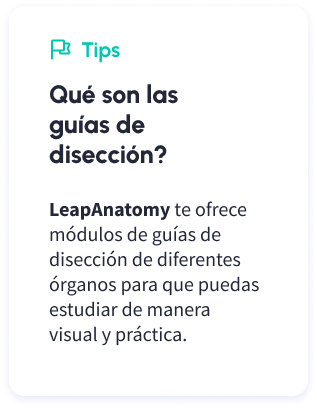 Tips
Qué son las
guías de
disección?
LeapAnatomy te ofrece
módulos de guías de
disección de diferentes
órganos para que puedas
estudiar de manera
visual y práctica.